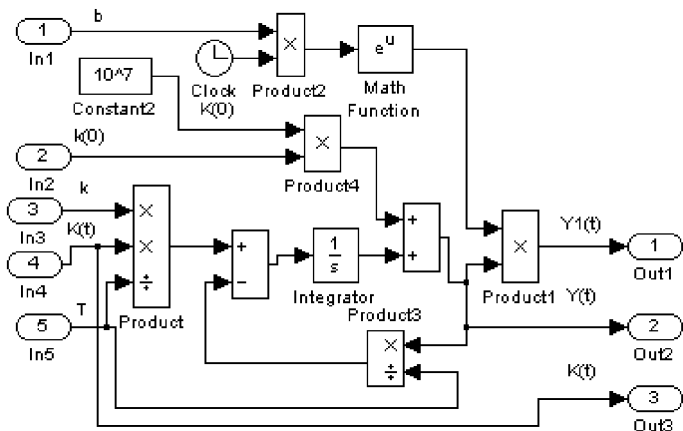 1
b
In1
×
Product2
e^u
Math
Function
Clock
K(0)
10^7
Constant2
k(0)
2
In2
×
Product4
k
3
In3
K(t)
4
In4
T
5
In5
×
×
÷
Product
+
−
1
s
Integrator
+
+
Product3
×
÷
×
Product1
Y1(t)
1
Out1
Y(t)
2
Out2
K(t)
3
Out3